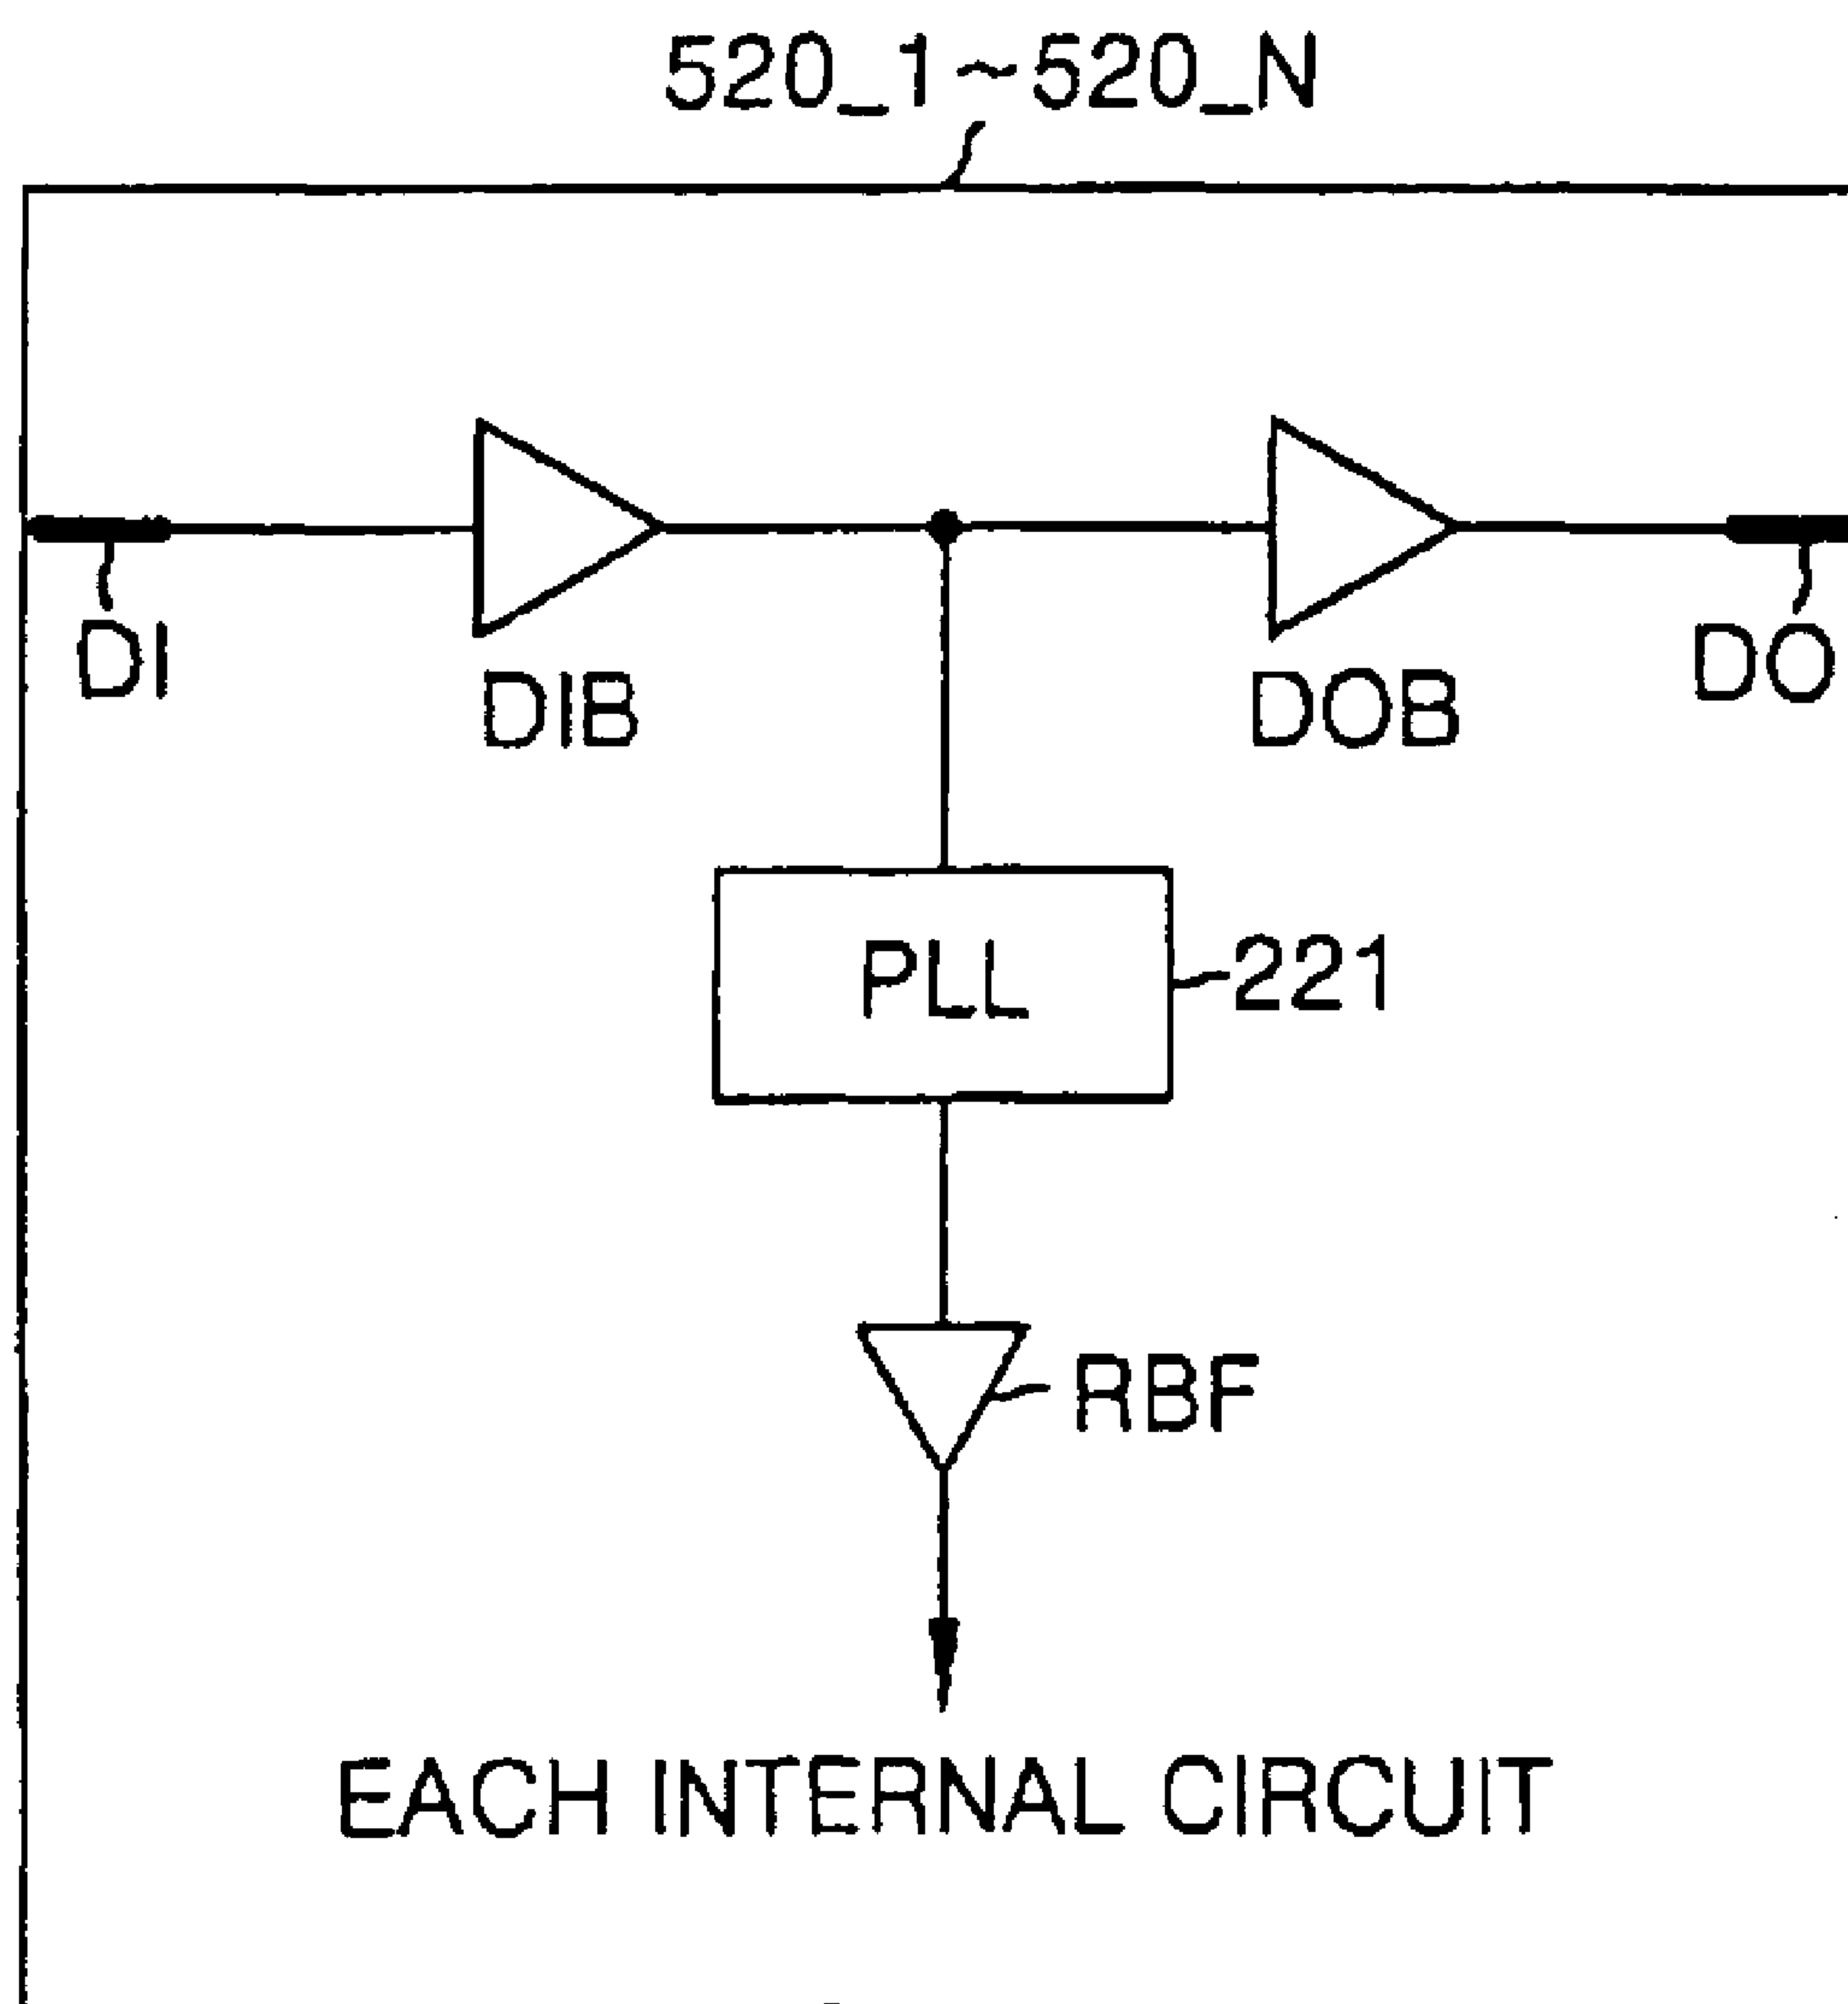 520_1~520_N
DI
DIB
DOB
DO
PLL
221
RBF
EACH INTERNAL CIRCUIT